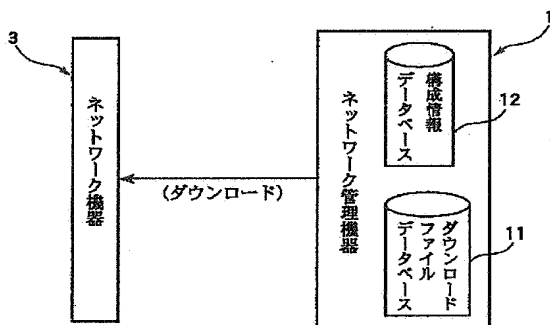 3
ネットワーク機器
(ダウンロード)
1
ネットワーク管理機器
構成情報
データベース
12
ダウンロード
ファイル
データベース
11